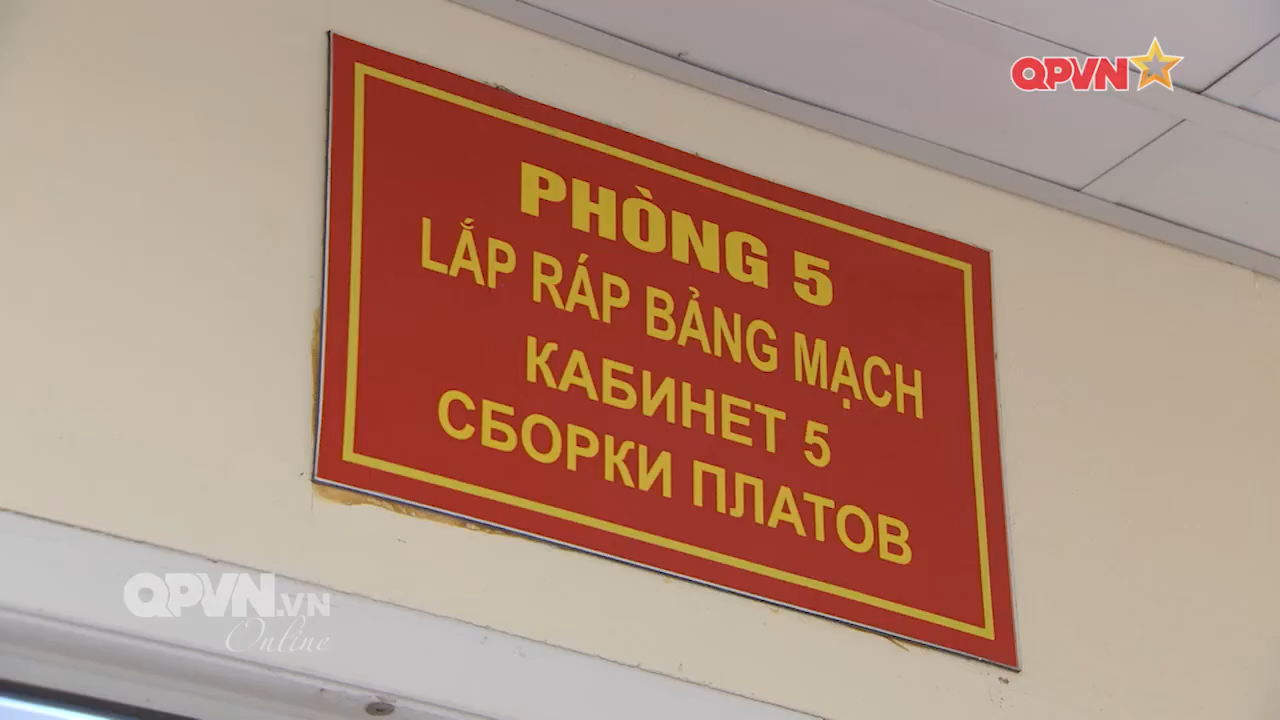 QPVN
PHÒNG 5
LẮP RÁP BẢNG MẠCH
КАБИНЕТ 5
СБОРКИ ПЛАТОВ
QPVN.VN
Online